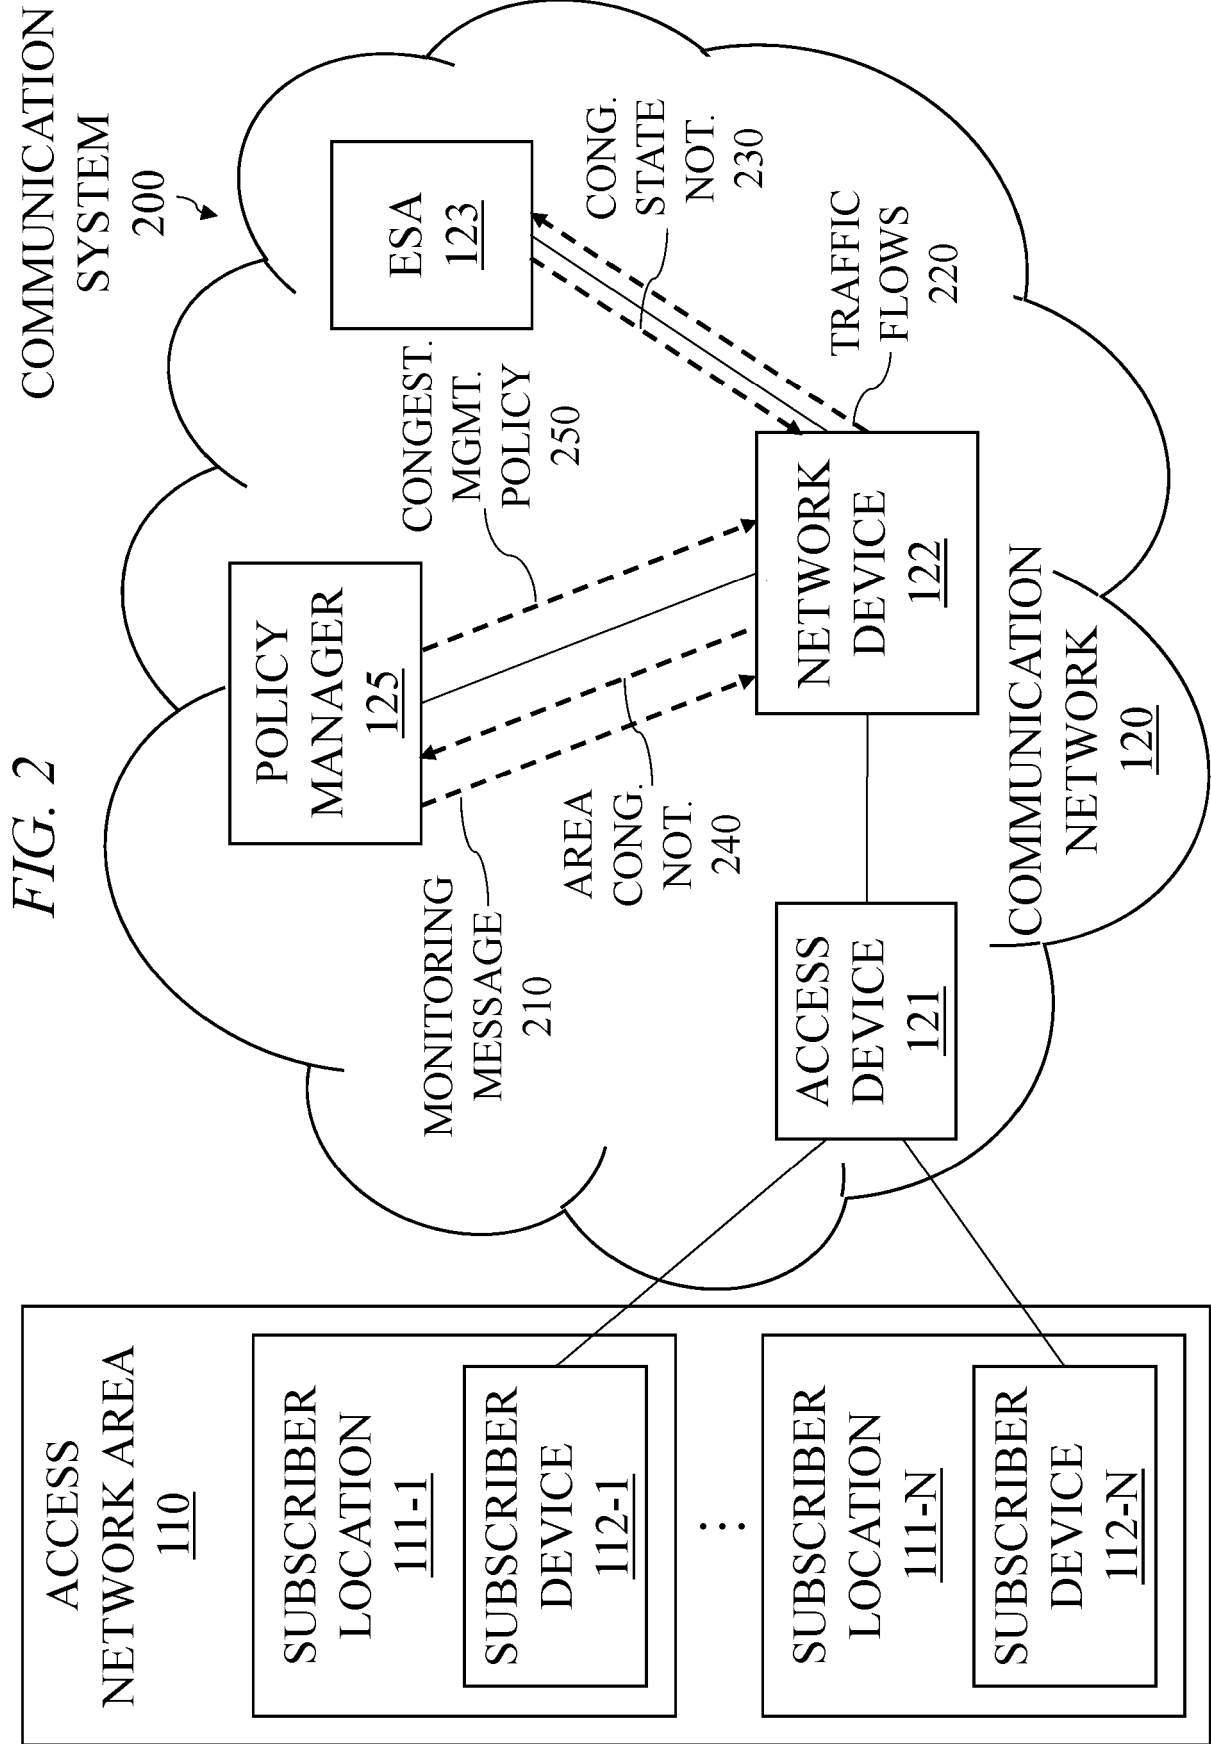 FIG. 2
COMMUNICATION
SYSTEM
200
ACCESS
NETWORK AREA
110
SUBSCRIBER
LOCATION
111-1
SUBSCRIBER
DEVICE
112-1
...
SUBSCRIBER
LOCATION
111-N
SUBSCRIBER
DEVICE
112-N
POLICY
MANAGER
125
ESA
123
MONITORING
MESSAGE
210
AREA
CONG.
NOT.
240
CONGEST.
MGMT.
POLICY
250
CONG.
STATE
NOT.
230
TRAFFIC
FLOWS
220
ACCESS
DEVICE
121
NETWORK
DEVICE
122
COMMUNICATION
NETWORK
120